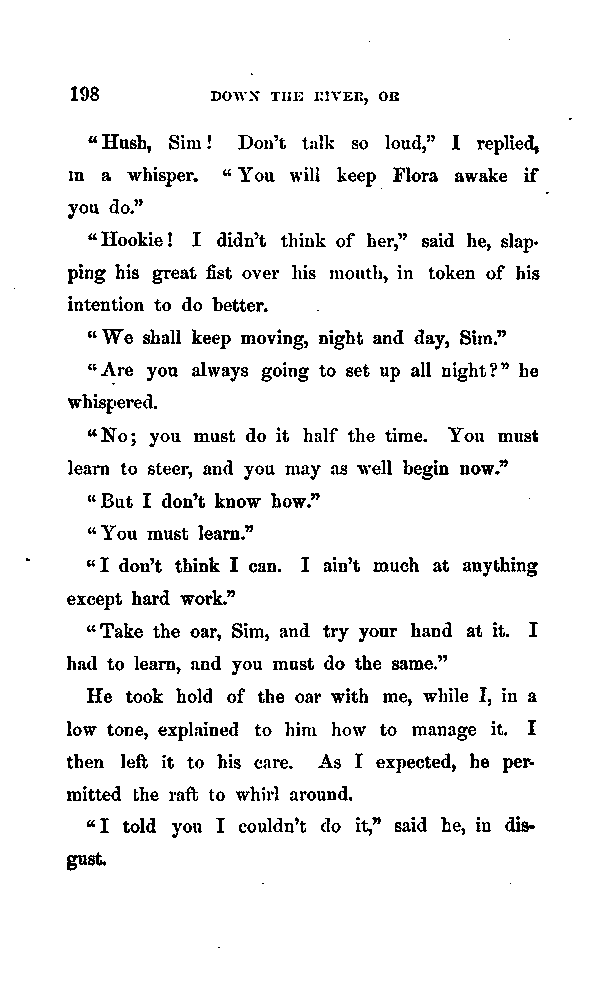 198 DOWN THE RIVER, OR
“Hush, Sim! Don’t talk so loud,” I replied,
in a whisper. “You will keep Flora awake if
you do.”
“Hookie! I didn’t think of her,” said he, slap-
ping his great fist over his mouth, in token of his
intention to do better.
“We shall keep moving, night and day, Sim.”
“Are you always going to set up all night?” he
whispered.
“No; you must do it half the time. You must
learn to steer, and you may as well begin now.”
“But I don’t know how.”
“You must learn.”
“I don’t think I can. I ain’t much at anything
except hard work.”
“Take the oar, Sim, and try your hand at it. I
had to learn, and you must do the same.”
He took hold of the oar with me, while I, in a
low tone, explained to him how to manage it. I
then left it to his care. As I expected, he per-
mitted the raft to whirl around.
“I told you I couldn’t do it,” said he, in dis-
gust.